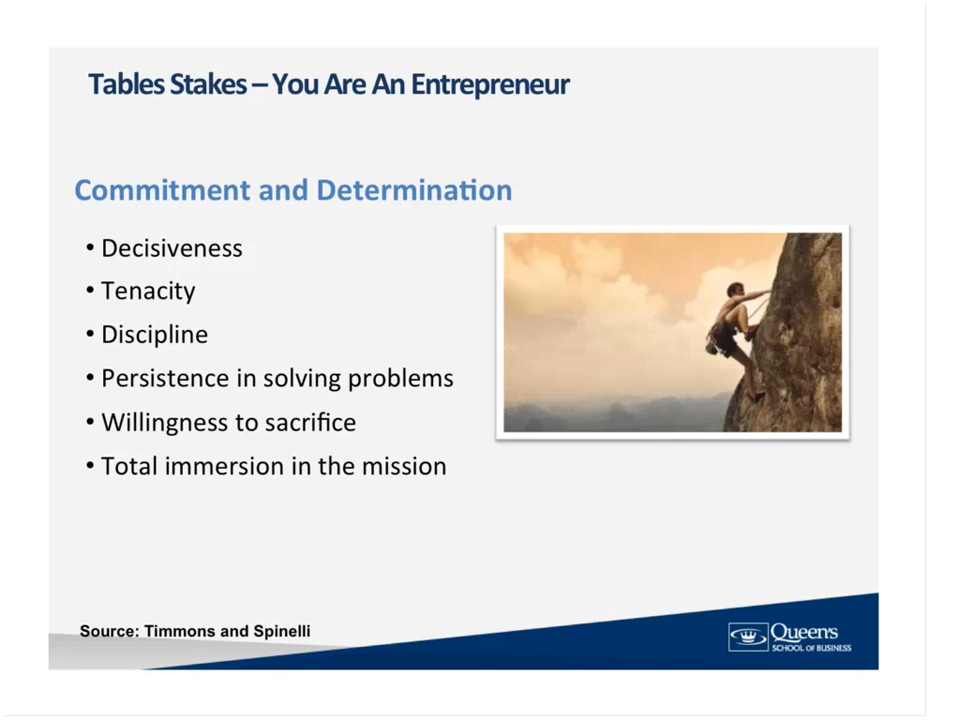 Tables Stakes – You Are An Entrepreneur
Commitment and Determination
• Decisiveness
• Tenacity
• Discipline
• Persistence in solving problems
• Willingness to sacrifice
• Total immersion in the mission
Source: Timmons and Spinelli
Queen's
SCHOOL OF BUSINESS